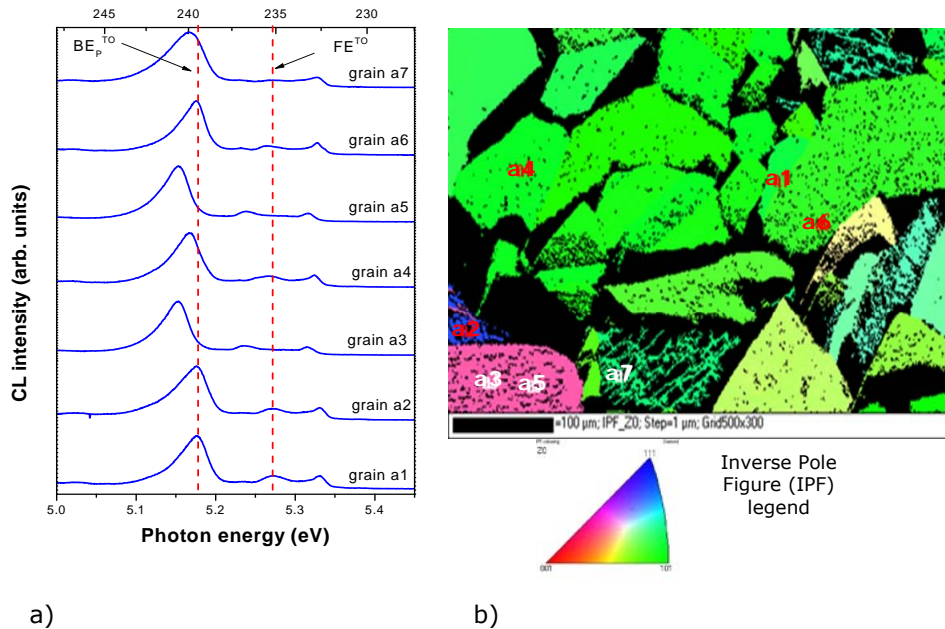 245 240 235 230
BE_P^TO
FE^TO
grain a7
grain a6
grain a5
grain a4
grain a3
grain a2
grain a1
CL intensity (arb. units)
5.0 5.1 5.2 5.3 5.4
Photon energy (eV)
a)
a4
a1
a6
a2
a3 a5
a7
=100 µm; IPF_Z0; Step=1 µm; Grid500x300
Z0
111
001
101
Inverse Pole
Figure (IPF)
legend
b)